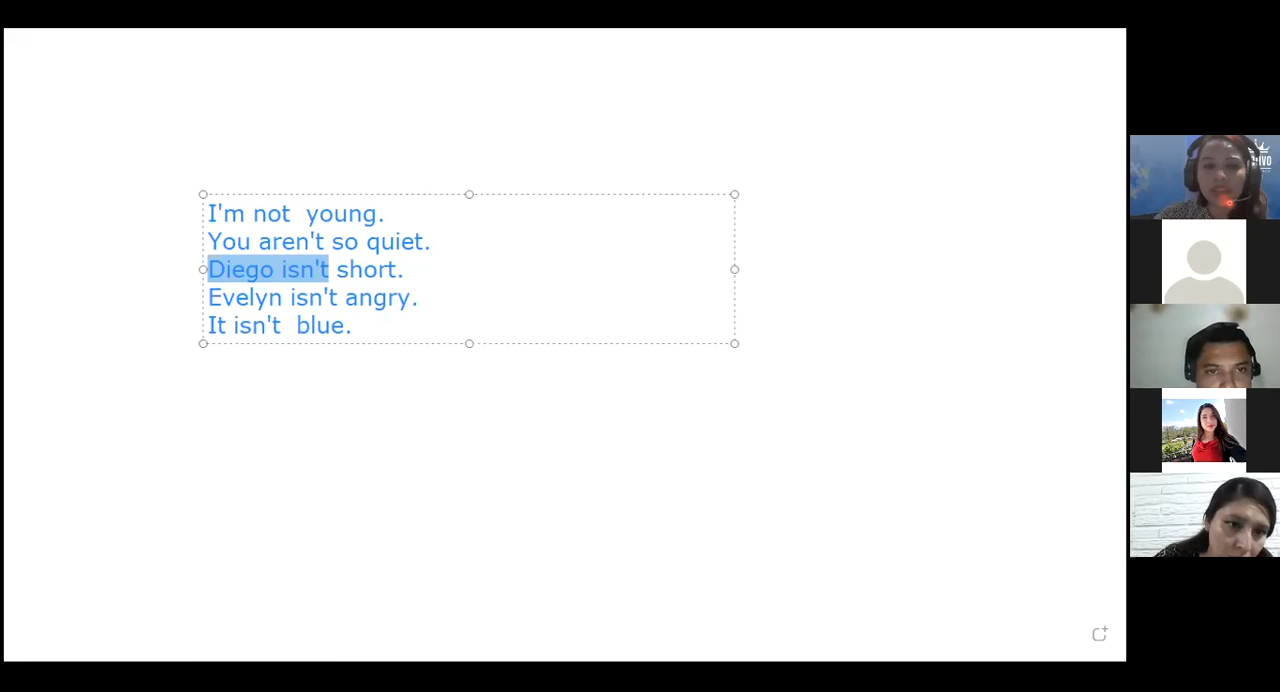 I'm not  young.
You aren't so quiet.
Diego isn't short.
Evelyn isn't angry.
It isn't  blue.